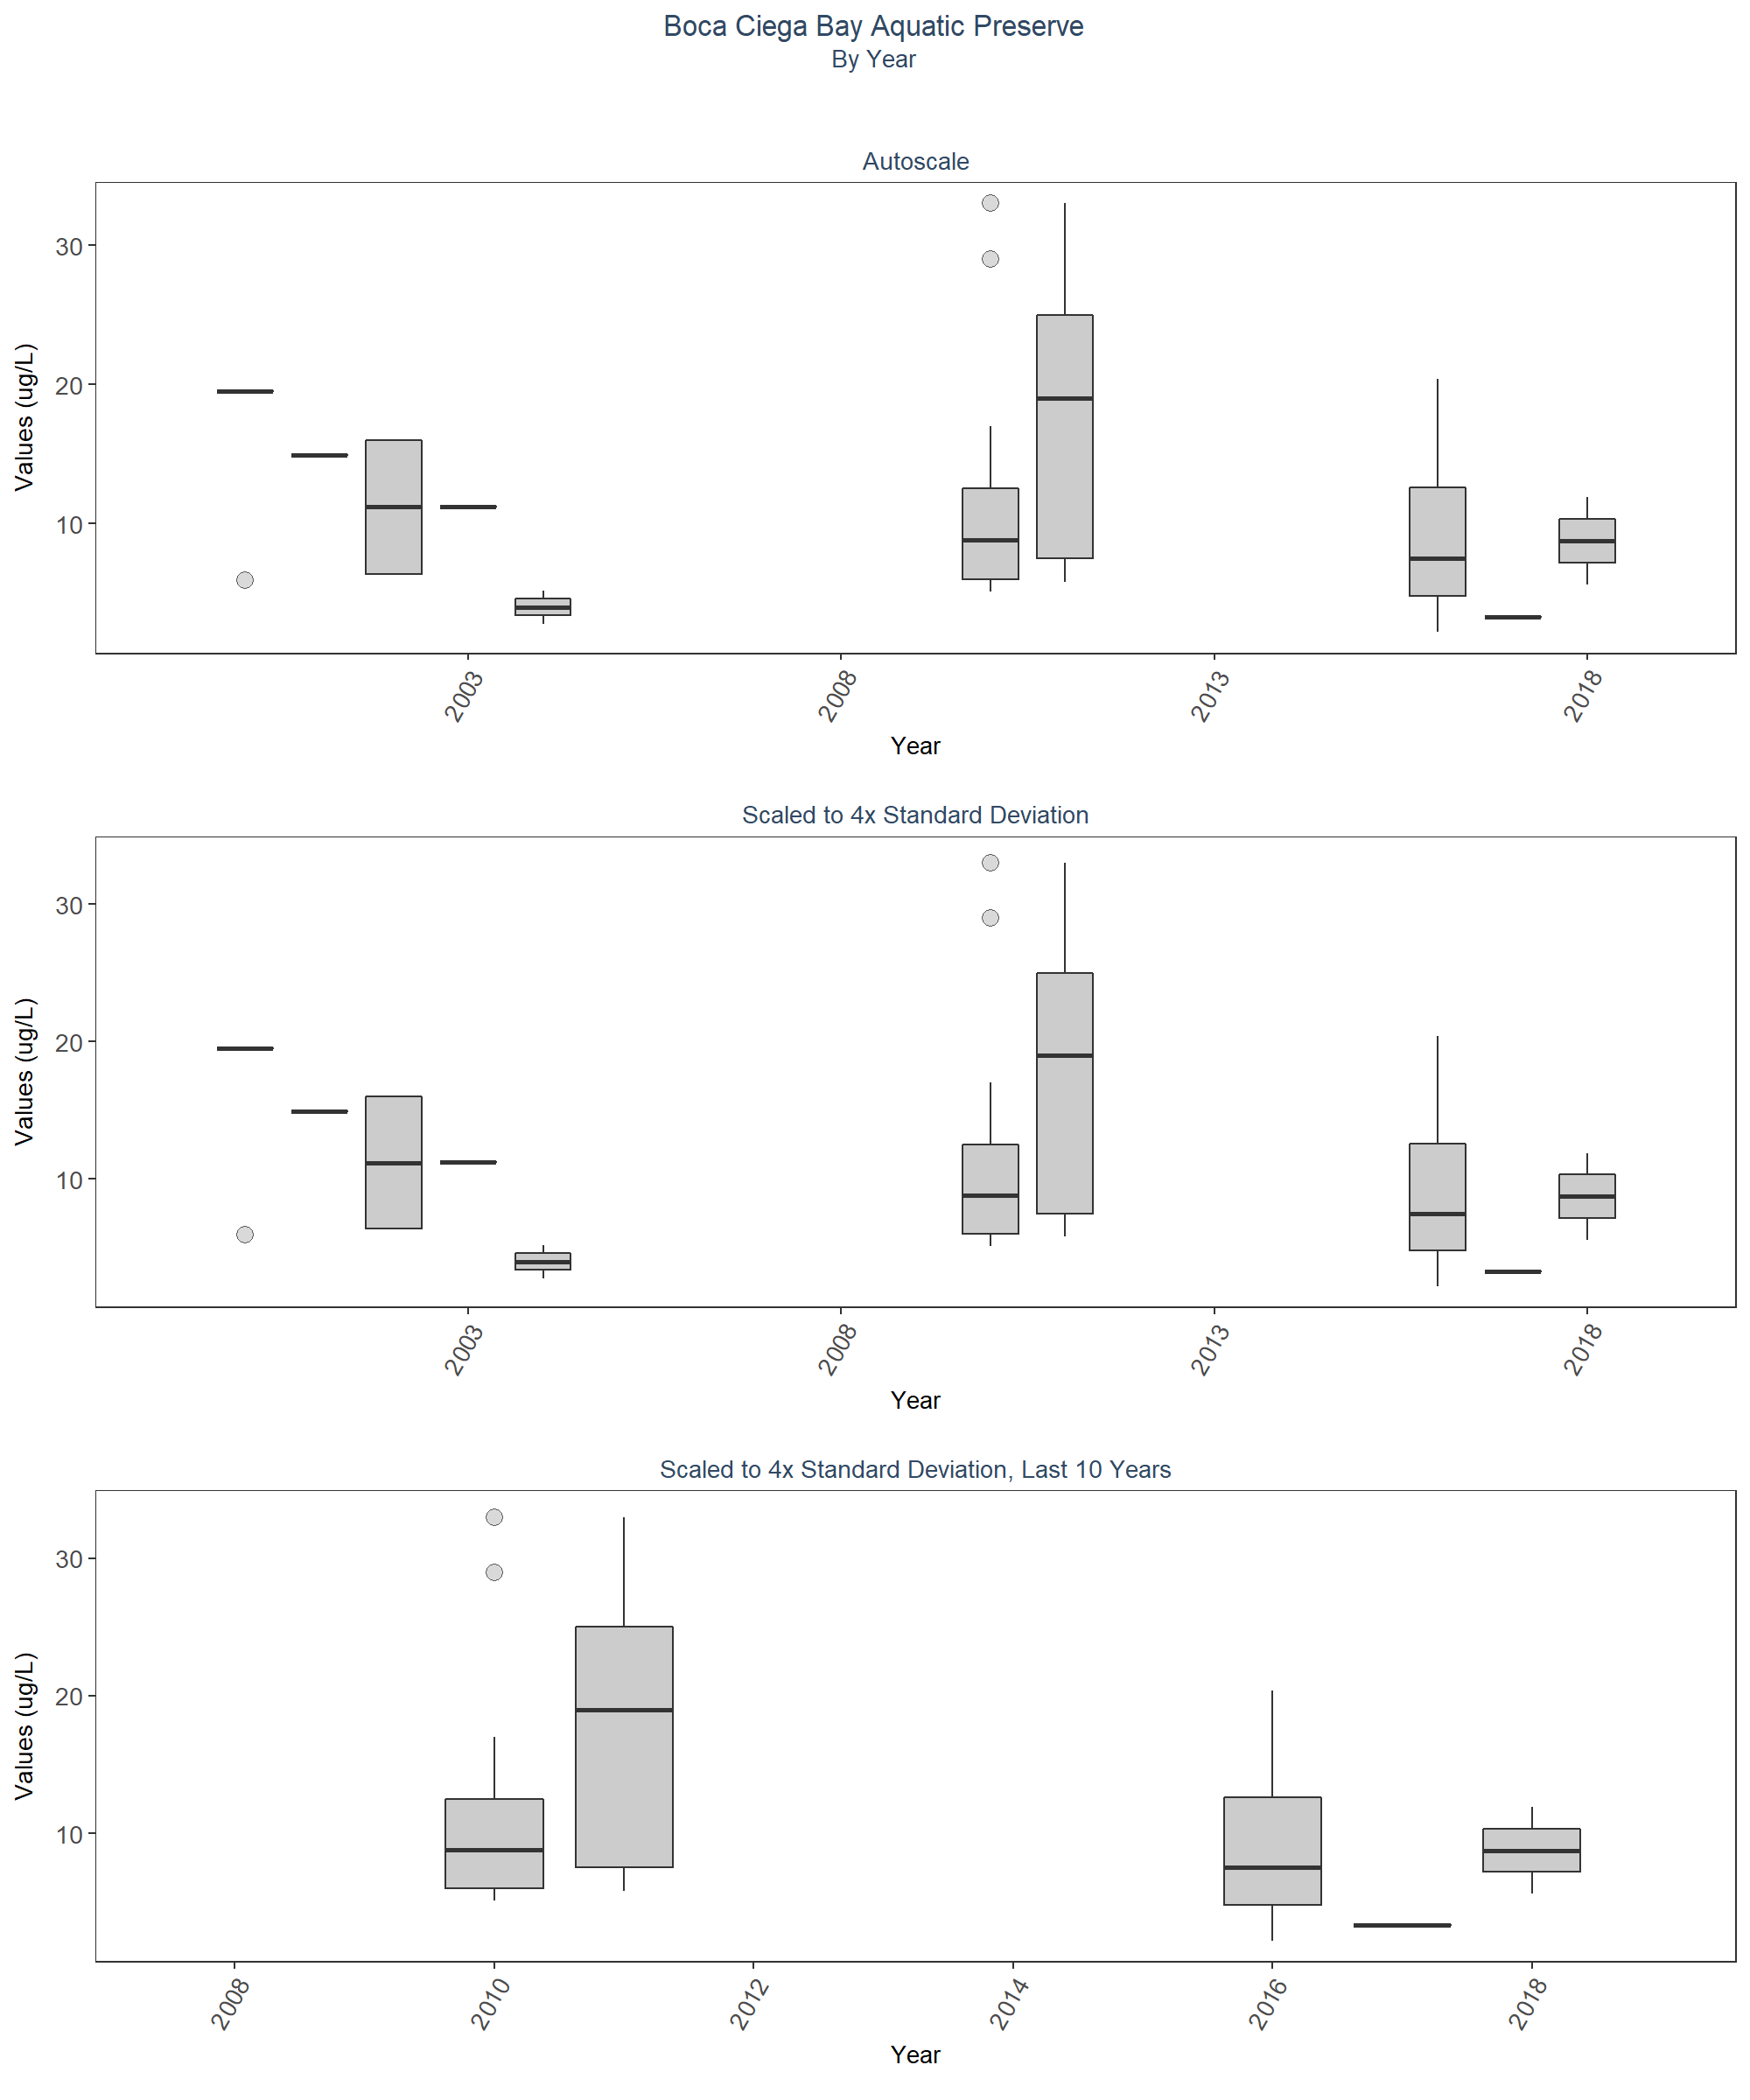 Boca Ciega Bay Aquatic Preserve
By Year
Autoscale
Values (ug/L)
30
20
10
2003
2008
2013
2018
Year
Scaled to 4x Standard Deviation
Values (ug/L)
30
20
10
2003
2008
2013
2018
Year
Scaled to 4x Standard Deviation, Last 10 Years
Values (ug/L)
30
20
10
2008
2010
2012
2014
2016
2018
Year